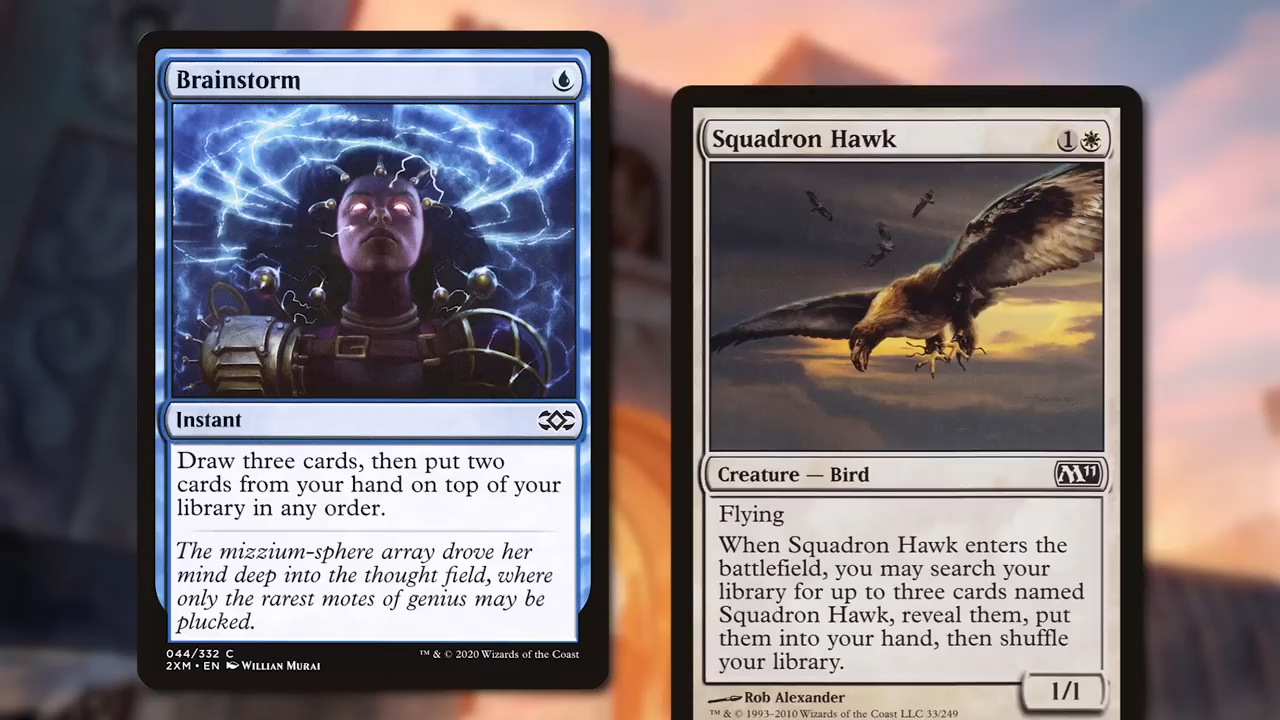 Brainstorm
Instant
Draw three cards, then put two
cards from your hand on top of your
library in any order.
The mizzium-sphere array drove her
mind deep into the thought field, where
only the rarest motes of genius may be
plucked.
044/332 C
2XM • EN Willian Murai
™ & © 2020 Wizards of the Coast
Squadron Hawk
1
Creature — Bird
M11
Flying
When Squadron Hawk enters the
battlefield, you may search your
library for up to three cards named
Squadron Hawk, reveal them, put
them into your hand, then shuffle
your library.
1/1
Rob Alexander
™ & © 1993–2010 Wizards of the Coast LLC 33/249